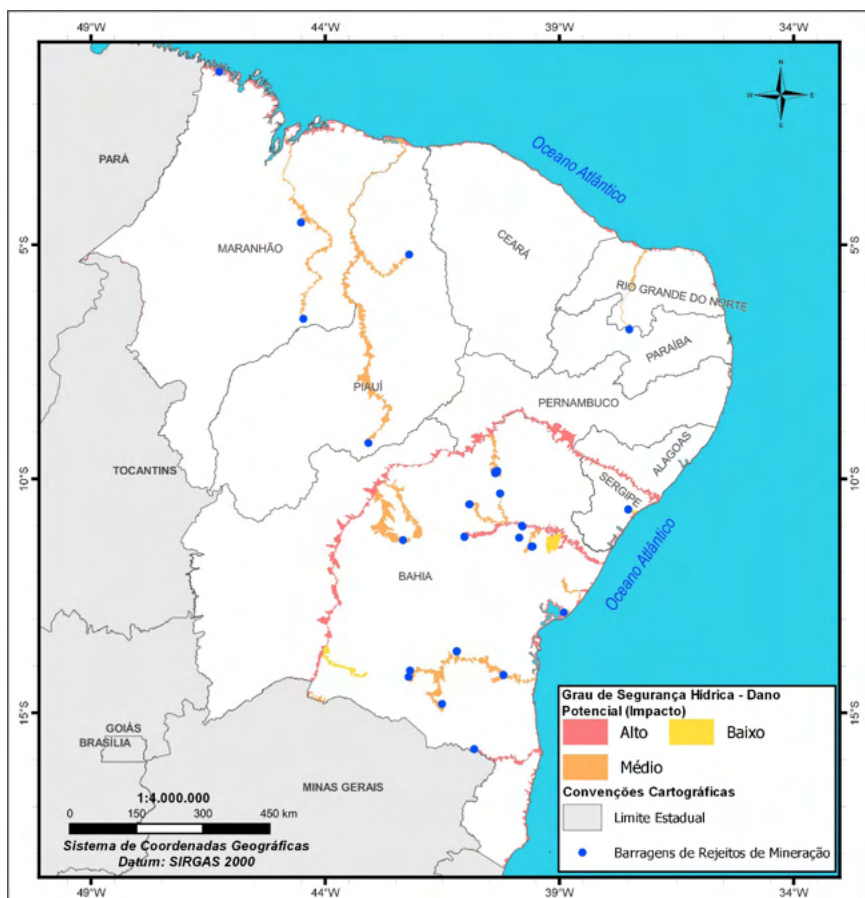 49°W 44°W 39°W 34°W
N
W E
S
PARÁ
Oceano Atlântico
5°S 5°S
MARANHÃO
CEARÁ
RIO GRANDE DO NORTE
PARAÍBA
PIAUÍ
PERNAMBUCO
ALAGOAS
TOCANTINS
SERGIPE
10°S 10°S
BAHIA
Oceano Atlântico
15°S 15°S
GOIÁS
BRASÍLIA
MINAS GERAIS
1:4.000.000
0 150 300 450 km
Sistema de Coordenadas Geográficas
Datum: SIRGAS 2000
Grau de Segurança Hídrica - Dano
Potencial (Impacto)
Alto Baixo
Médio
Convenções Cartográficas
Limite Estadual
Barragens de Rejeitos de Mineração
49°W 44°W 39°W 34°W